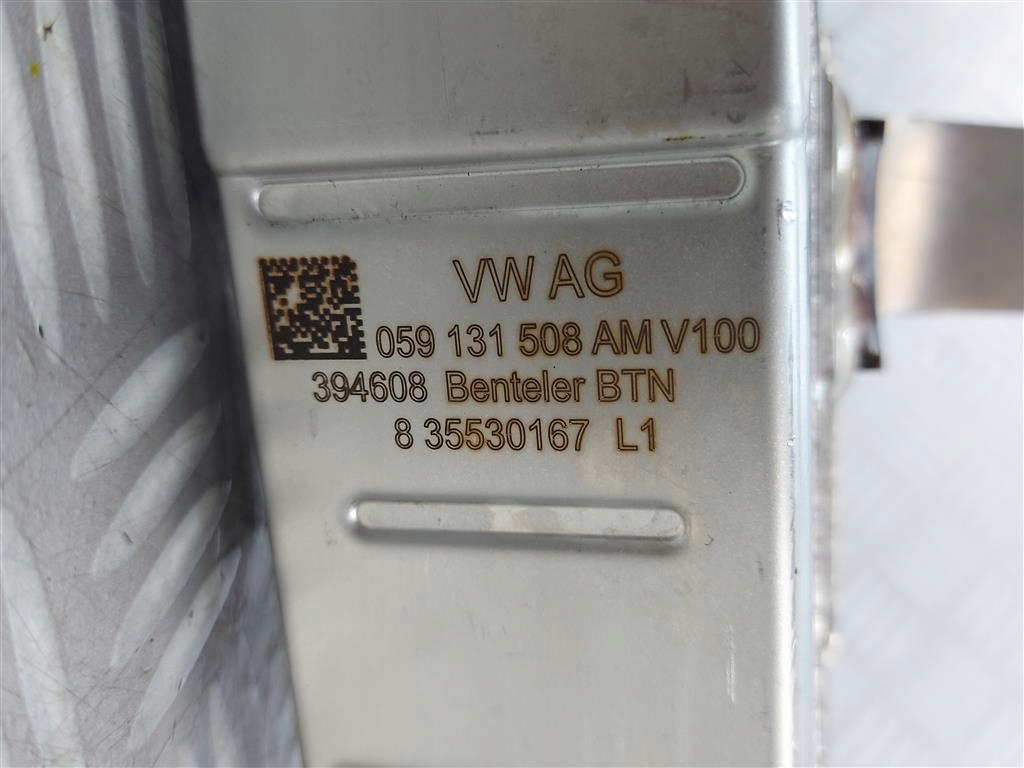 VW AG
059 131 508 AM V100
394608 Benteler BTN
8 35530167 L1